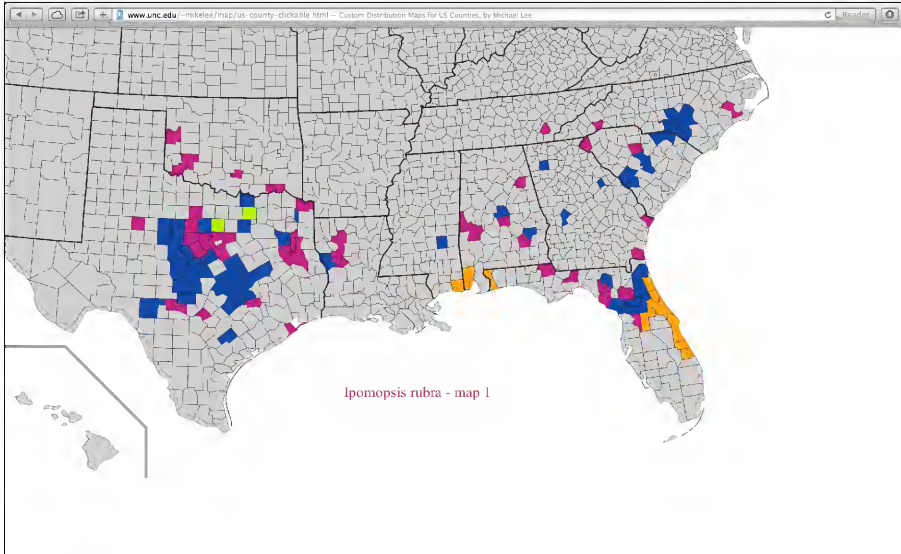 www.unc.edu/~mikelee/map/us-county-clickable.html — Custom Distribution Maps for US Counties, by Michael Lee
Reader
Ipomopsis rubra - map 1